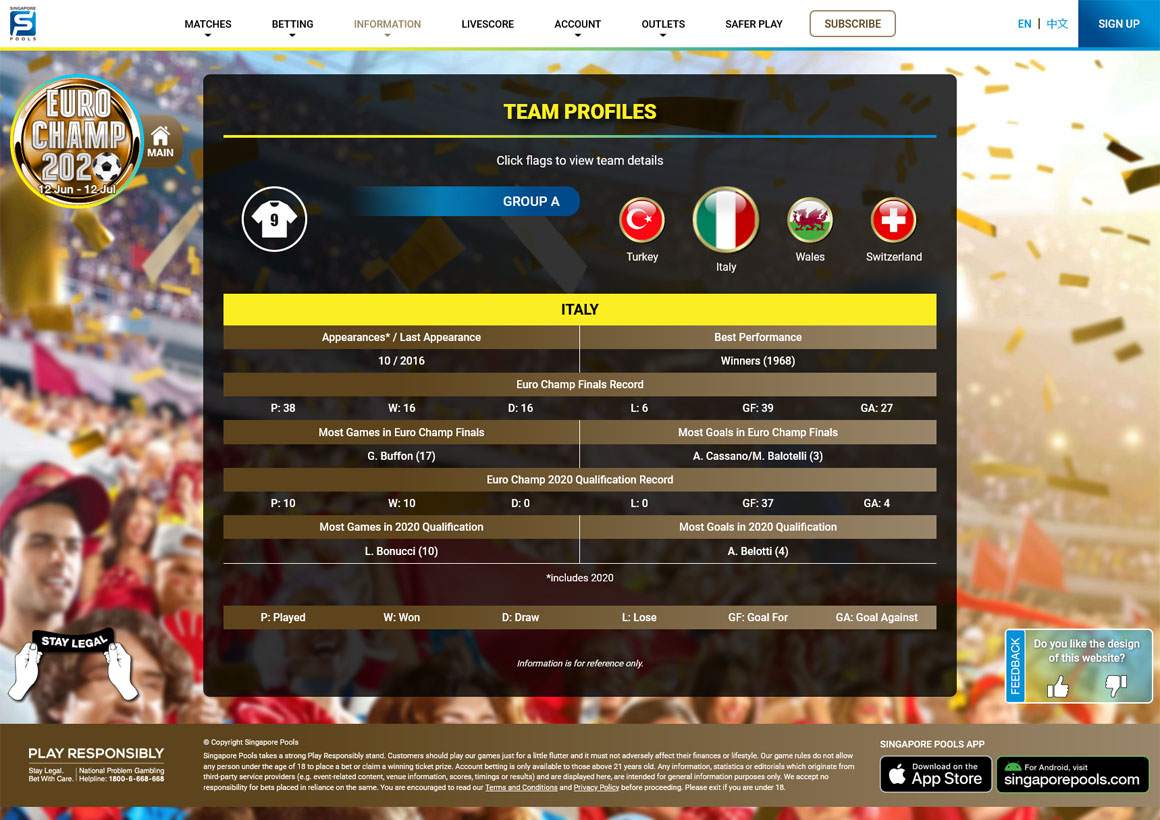 SINGAPORE
S
POOLS
MATCHES
BETTING
INFORMATION
LIVESCORE
ACCOUNT
OUTLETS
SAFER PLAY
SUBSCRIBE
EN | 中文
SIGN UP
EURO
CHAMP
2020
12 Jun - 12 Jul
MAIN
TEAM PROFILES
Click flags to view team details
9
GROUP A
Turkey
Italy
Wales
Switzerland
ITALY
Appearances* / Last Appearance
Best Performance
10 / 2016
Winners (1968)
Euro Champ Finals Record
P: 38 W: 16 D: 16 L: 6 GF: 39 GA: 27
Most Games in Euro Champ Finals
Most Goals in Euro Champ Finals
G. Buffon (17)
A. Cassano/M. Balotelli (3)
Euro Champ 2020 Qualification Record
P: 10 W: 10 D: 0 L: 0 GF: 37 GA: 4
Most Games in 2020 Qualification
Most Goals in 2020 Qualification
L. Bonucci (10)
A. Belotti (4)
*includes 2020
P: Played W: Won D: Draw L: Lose GF: Goal For GA: Goal Against
Information is for reference only.
STAY LEGAL
FEEDBACK
Do you like the design
of this website?
PLAY RESPONSIBLY
Stay Legal. | National Problem Gambling
Bet With Care. | Helpline: 1800-6-668-668
© Copyright Singapore Pools
Singapore Pools takes a strong Play Responsibly stand. Customers should play our games just for a little flutter and it must not adversely affect their finances or lifestyle. Our game rules do not allow
any person under the age of 18 to place a bet or claim a winning ticket prize. Account betting is only available to those above 21 years old. Any information, statistics or editorials which originate from
third-party service providers (e.g. event-related content, venue information, scores, timings or results) and are displayed here, are intended for general information purposes only. We accept no
responsibility for bets placed in reliance on the same. You are encouraged to read our Terms and Conditions and Privacy Policy before proceeding. Please exit if you are under 18.
SINGAPORE POOLS APP
Download on the
App Store
For Android, visit
singaporepools.com